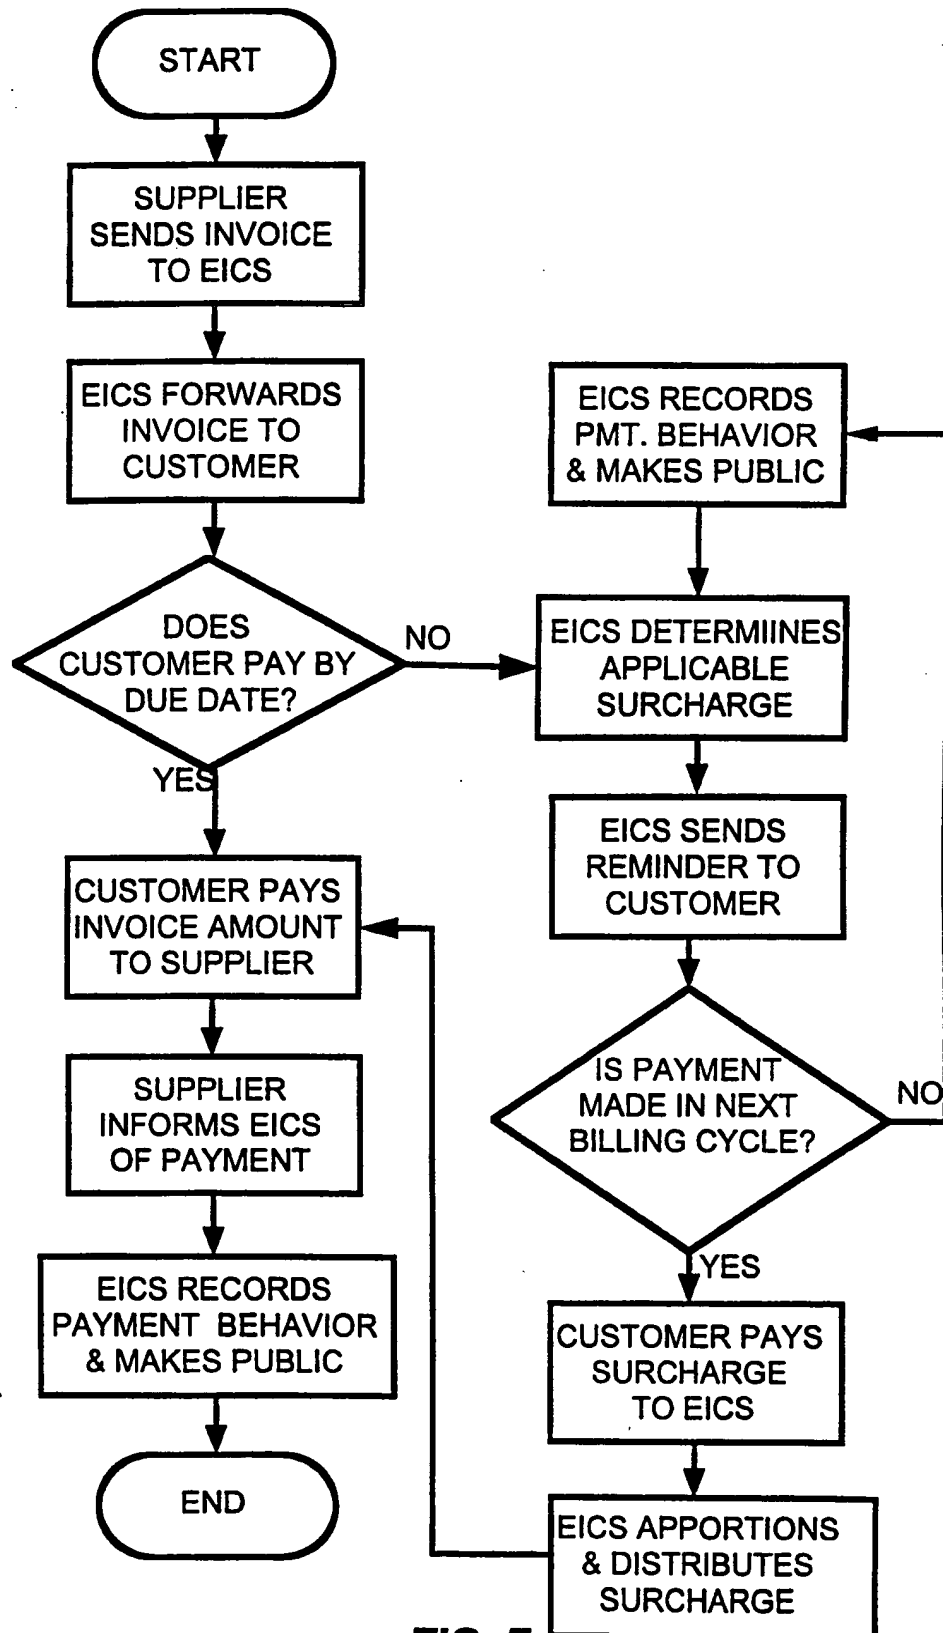 START
SUPPLIER
SENDS INVOICE
TO EICS
EICS FORWARDS
INVOICE TO
CUSTOMER
DOES
CUSTOMER PAY BY
DUE DATE?
NO
YES
CUSTOMER PAYS
INVOICE AMOUNT
TO SUPPLIER
SUPPLIER
INFORMS EICS
OF PAYMENT
EICS RECORDS
PAYMENT BEHAVIOR
& MAKES PUBLIC
END
EICS RECORDS
PMT. BEHAVIOR
& MAKES PUBLIC
EICS DETERMIINES
APPLICABLE
SURCHARGE
EICS SENDS
REMINDER TO
CUSTOMER
IS PAYMENT
MADE IN NEXT
BILLING CYCLE?
NO
YES
CUSTOMER PAYS
SURCHARGE
TO EICS
EICS APPORTIONS
& DISTRIBUTES
SURCHARGE